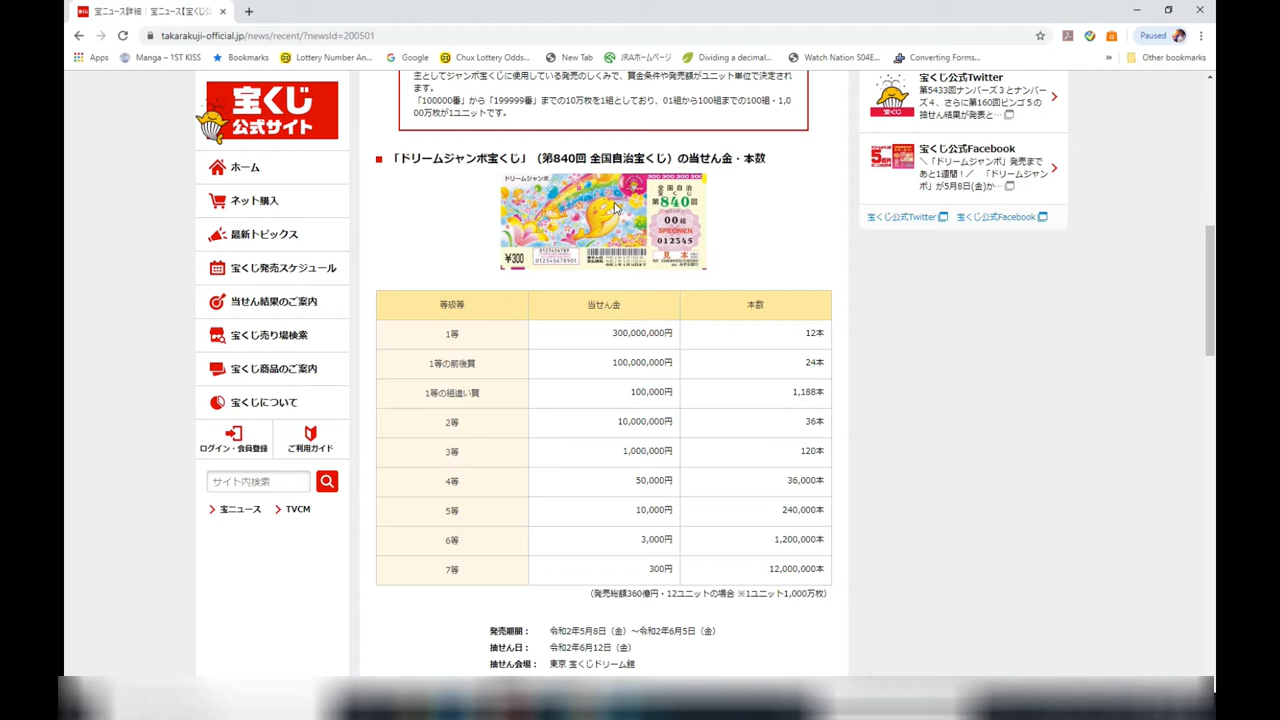 宝ニュース詳細 | 宝ニュース【宝くじ公
takarakuji-official.jp/news/recent/?newsId=200501
Paused
Apps
Manga – 1ST KISS
Bookmarks
Lottery Number An...
Google
Chux Lottery Odds...
New Tab
JRAホームページ
Dividing a decimal...
Watch Nation S04E...
Converting Forms...
Other bookmarks
宝くじ
公式サイト
ホーム
ネット購入
最新トピックス
宝くじ発売スケジュール
当せん結果のご案内
宝くじ売り場検索
宝くじ商品のご案内
宝くじについて
ログイン・会員登録
ご利用ガイド
サイト内検索
宝ニュース
TVCM
主としてジャンボ宝くじに使用している発売のしくみで、賞金条件や発売額がユニット単位で決定され
ます。
「100000番」から「199999番」までの10万枚を1組としており、01組から100組までの100組・1,0
00万枚が1ユニットです。
「ドリームジャンボ宝くじ」（第840回 全国自治宝くじ）の当せん金・本数
ドリームジャンボ
全国自治
宝くじ
第840回
00組
SPECIMEN
012345
見本
¥300
0123456789
012345678901
等級等 当せん金 本数
1等 300,000,000円 12本
1等の前後賞 100,000,000円 24本
1等の組違い賞 100,000円 1,188本
2等 10,000,000円 36本
3等 1,000,000円 120本
4等 50,000円 36,000本
5等 10,000円 240,000本
6等 3,000円 1,200,000本
7等 300円 12,000,000本
（発売総額360億円・12ユニットの場合 ※1ユニット1,000万枚）
発売期間： 令和2年5月8日（金）～令和2年6月5日（金）
抽せん日： 令和2年6月12日（金）
抽せん会場： 東京 宝くじドリーム館
宝くじ公式Twitter
第5433回ナンバーズ3とナンバー
ズ4、さらに第160回ビンゴ5の
抽せん結果が発表と…
宝くじ公式Facebook
＼「ドリームジャンボ」発売まで
あと1週間！／ 「ドリームジャン
ボ」が5月8日(金)か…
宝くじ公式Twitter
宝くじ公式Facebook